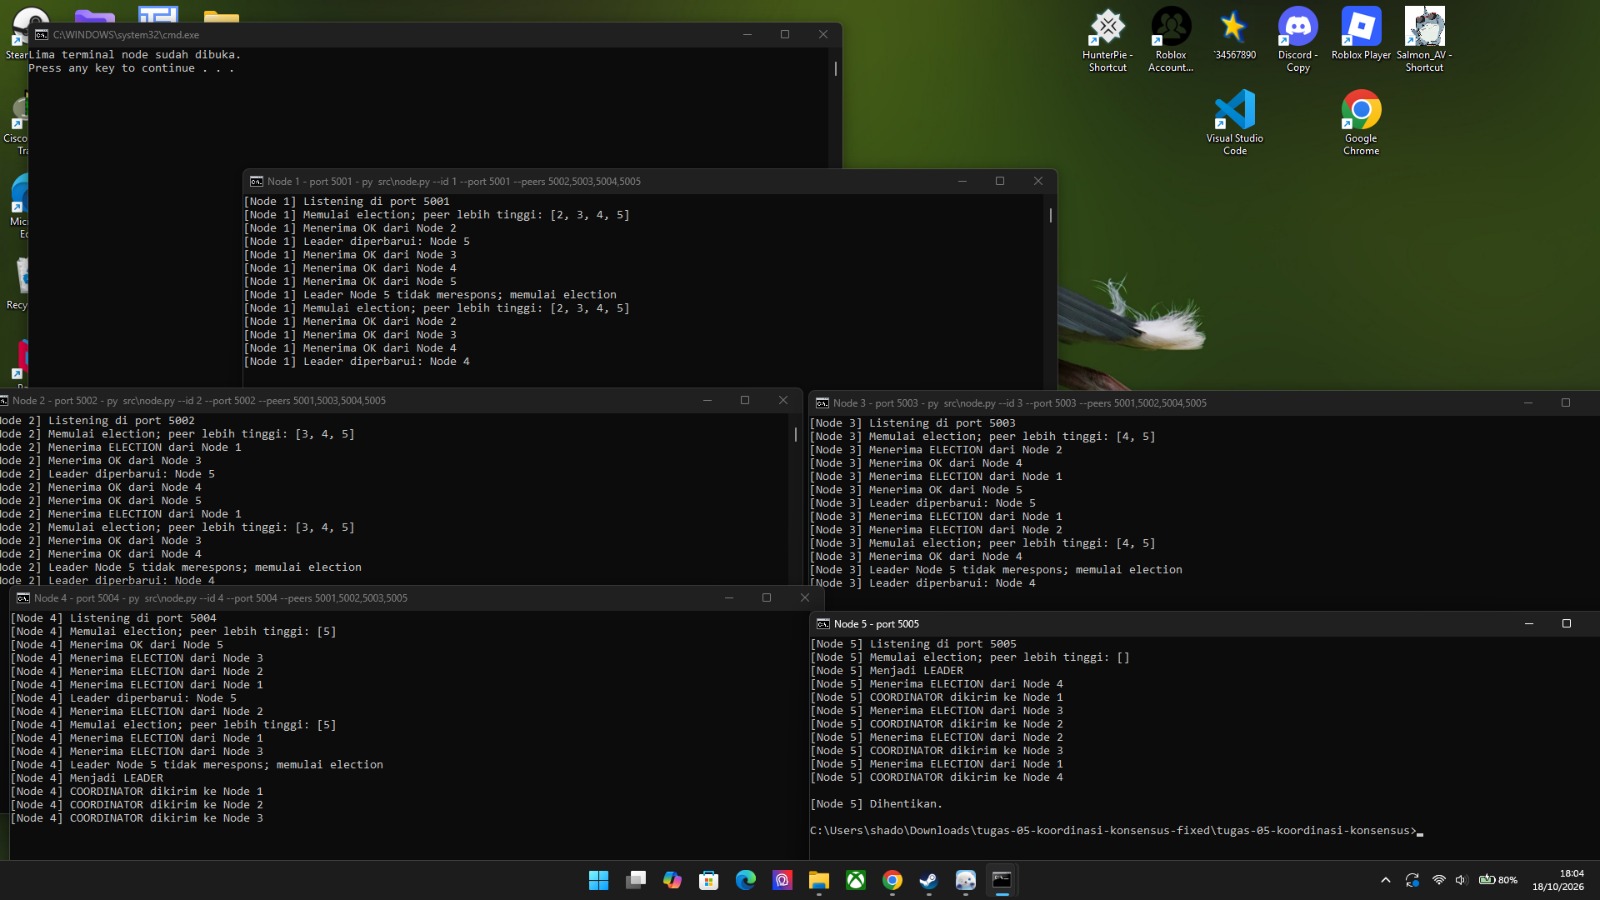 Stear
Cisco
Tra
Mic
Ec
Recy
C:\WINDOWS\system32\cmd.exe
Lima terminal node sudah dibuka.
Press any key to continue . . .
HunterPie -
Shortcut
Roblox
Account...
`34567890
Discord -
Copy
Roblox Player
Salmon_AV -
Shortcut
Visual Studio
Code
Google
Chrome
Node 1 - port 5001 - py  src\node.py --id 1 --port 5001 --peers 5002,5003,5004,5005
[Node 1] Listening di port 5001
[Node 1] Memulai election; peer lebih tinggi: [2, 3, 4, 5]
[Node 1] Menerima OK dari Node 2
[Node 1] Leader diperbarui: Node 5
[Node 1] Menerima OK dari Node 3
[Node 1] Menerima OK dari Node 4
[Node 1] Menerima OK dari Node 5
[Node 1] Leader Node 5 tidak merespons; memulai election
[Node 1] Memulai election; peer lebih tinggi: [2, 3, 4, 5]
[Node 1] Menerima OK dari Node 2
[Node 1] Menerima OK dari Node 3
[Node 1] Menerima OK dari Node 4
[Node 1] Leader diperbarui: Node 4
Node 2 - port 5002 - py  src\node.py --id 2 --port 5002 --peers 5001,5003,5004,5005
ode 2] Listening di port 5002
ode 2] Memulai election; peer lebih tinggi: [3, 4, 5]
ode 2] Menerima ELECTION dari Node 1
ode 2] Menerima OK dari Node 3
ode 2] Leader diperbarui: Node 5
ode 2] Menerima OK dari Node 4
ode 2] Menerima OK dari Node 5
ode 2] Menerima ELECTION dari Node 1
ode 2] Memulai election; peer lebih tinggi: [3, 4, 5]
ode 2] Menerima OK dari Node 3
ode 2] Menerima OK dari Node 4
ode 2] Leader Node 5 tidak merespons; memulai election
ode 2] Leader diperbarui: Node 4
Node 3 - port 5003 - py  src\node.py --id 3 --port 5003 --peers 5001,5002,5004,5005
[Node 3] Listening di port 5003
[Node 3] Memulai election; peer lebih tinggi: [4, 5]
[Node 3] Menerima ELECTION dari Node 2
[Node 3] Menerima OK dari Node 4
[Node 3] Menerima ELECTION dari Node 1
[Node 3] Menerima OK dari Node 5
[Node 3] Leader diperbarui: Node 5
[Node 3] Menerima ELECTION dari Node 1
[Node 3] Menerima ELECTION dari Node 2
[Node 3] Memulai election; peer lebih tinggi: [4, 5]
[Node 3] Menerima OK dari Node 4
[Node 3] Leader Node 5 tidak merespons; memulai election
[Node 3] Leader diperbarui: Node 4
Node 4 - port 5004 - py  src\node.py --id 4 --port 5004 --peers 5001,5002,5003,5005
[Node 4] Listening di port 5004
[Node 4] Memulai election; peer lebih tinggi: [5]
[Node 4] Menerima OK dari Node 5
[Node 4] Menerima ELECTION dari Node 3
[Node 4] Menerima ELECTION dari Node 2
[Node 4] Menerima ELECTION dari Node 1
[Node 4] Leader diperbarui: Node 5
[Node 4] Menerima ELECTION dari Node 2
[Node 4] Memulai election; peer lebih tinggi: [5]
[Node 4] Menerima ELECTION dari Node 1
[Node 4] Menerima ELECTION dari Node 3
[Node 4] Leader Node 5 tidak merespons; memulai election
[Node 4] Menjadi LEADER
[Node 4] COORDINATOR dikirim ke Node 1
[Node 4] COORDINATOR dikirim ke Node 2
[Node 4] COORDINATOR dikirim ke Node 3
Node 5 - port 5005
[Node 5] Listening di port 5005
[Node 5] Memulai election; peer lebih tinggi: []
[Node 5] Menjadi LEADER
[Node 5] Menerima ELECTION dari Node 4
[Node 5] COORDINATOR dikirim ke Node 1
[Node 5] Menerima ELECTION dari Node 3
[Node 5] COORDINATOR dikirim ke Node 2
[Node 5] Menerima ELECTION dari Node 2
[Node 5] COORDINATOR dikirim ke Node 3
[Node 5] Menerima ELECTION dari Node 1
[Node 5] COORDINATOR dikirim ke Node 4
[Node 5] Dihentikan.
C:\Users\shado\Downloads\tugas-05-koordinasi-konsensus-fixed\tugas-05-koordinasi-konsensus>
80%
18:04
18/10/2026